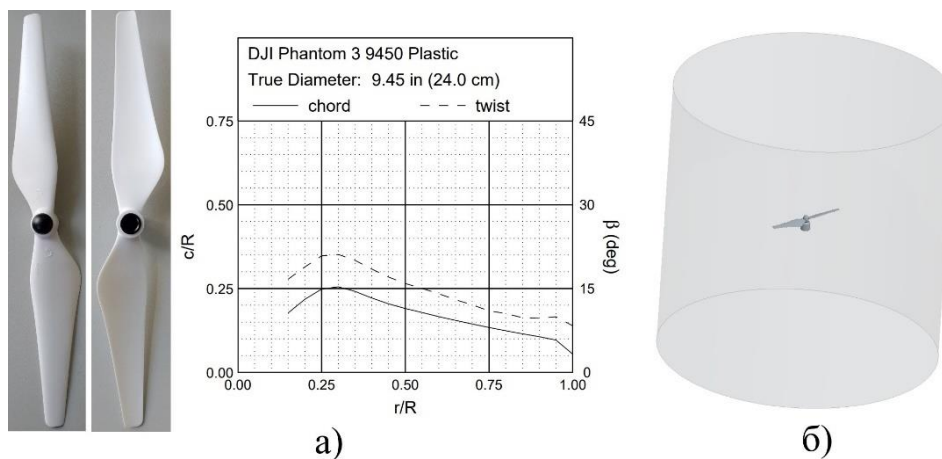 DJI Phantom 3 9450 Plastic
True Diameter: 9.45 in (24.0 cm)
chord twist
0.75 45
0.50 30
c/R β (deg)
0.25 15
0.00 0
0.00 0.25 0.50 0.75 1.00
r/R
а) б)